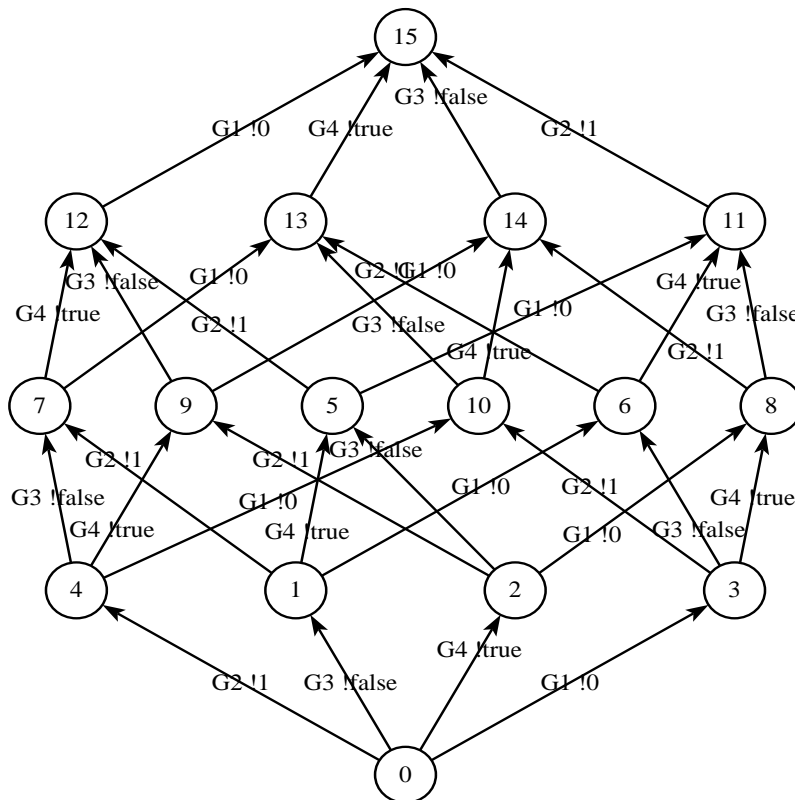 15
G3 !false
G1 !0
G4 !true
G2 !1
12
13
14
11
G3 !false
G1 !0
G2 !1
G1 !0
G4 !true
G4 !true
G2 !1
G3 !false
G1 !0
G3 !false
G4 !true
G2 !1
7
9
5
10
6
8
G2 !1
G2 !1
G3 !false
G3 !false
G1 !0
G1 !0
G2 !1
G4 !true
G4 !true
G4 !true
G1 !0
G3 !false
4
1
2
3
G4 !true
G2 !1
G3 !false
G1 !0
0